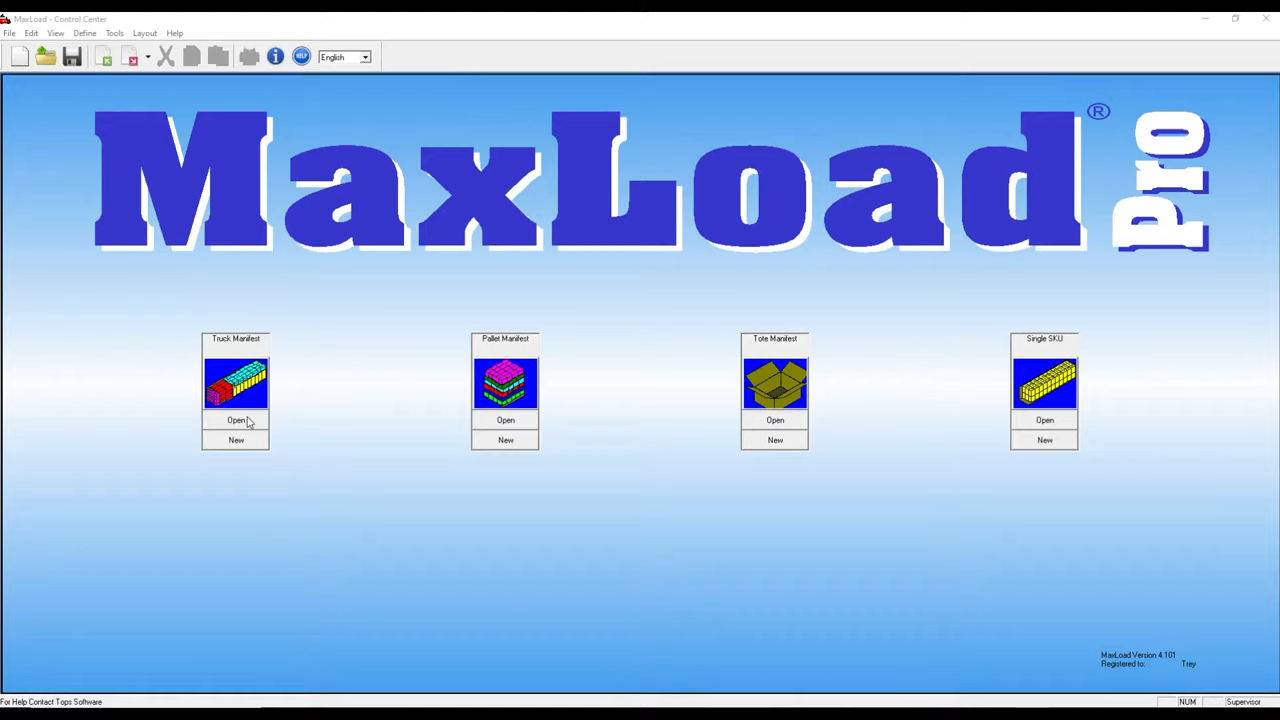 MaxLoad - Control Center
File Edit View Define Tools Layout Help
HELP English
MaxLoad® Pro
Truck Manifest Pallet Manifest Tote Manifest Single SKU
Open Open Open Open
New New New New
MaxLoad Version 4.101
Registered to: Trey
For Help Contact Tops Software NUM Supervisor